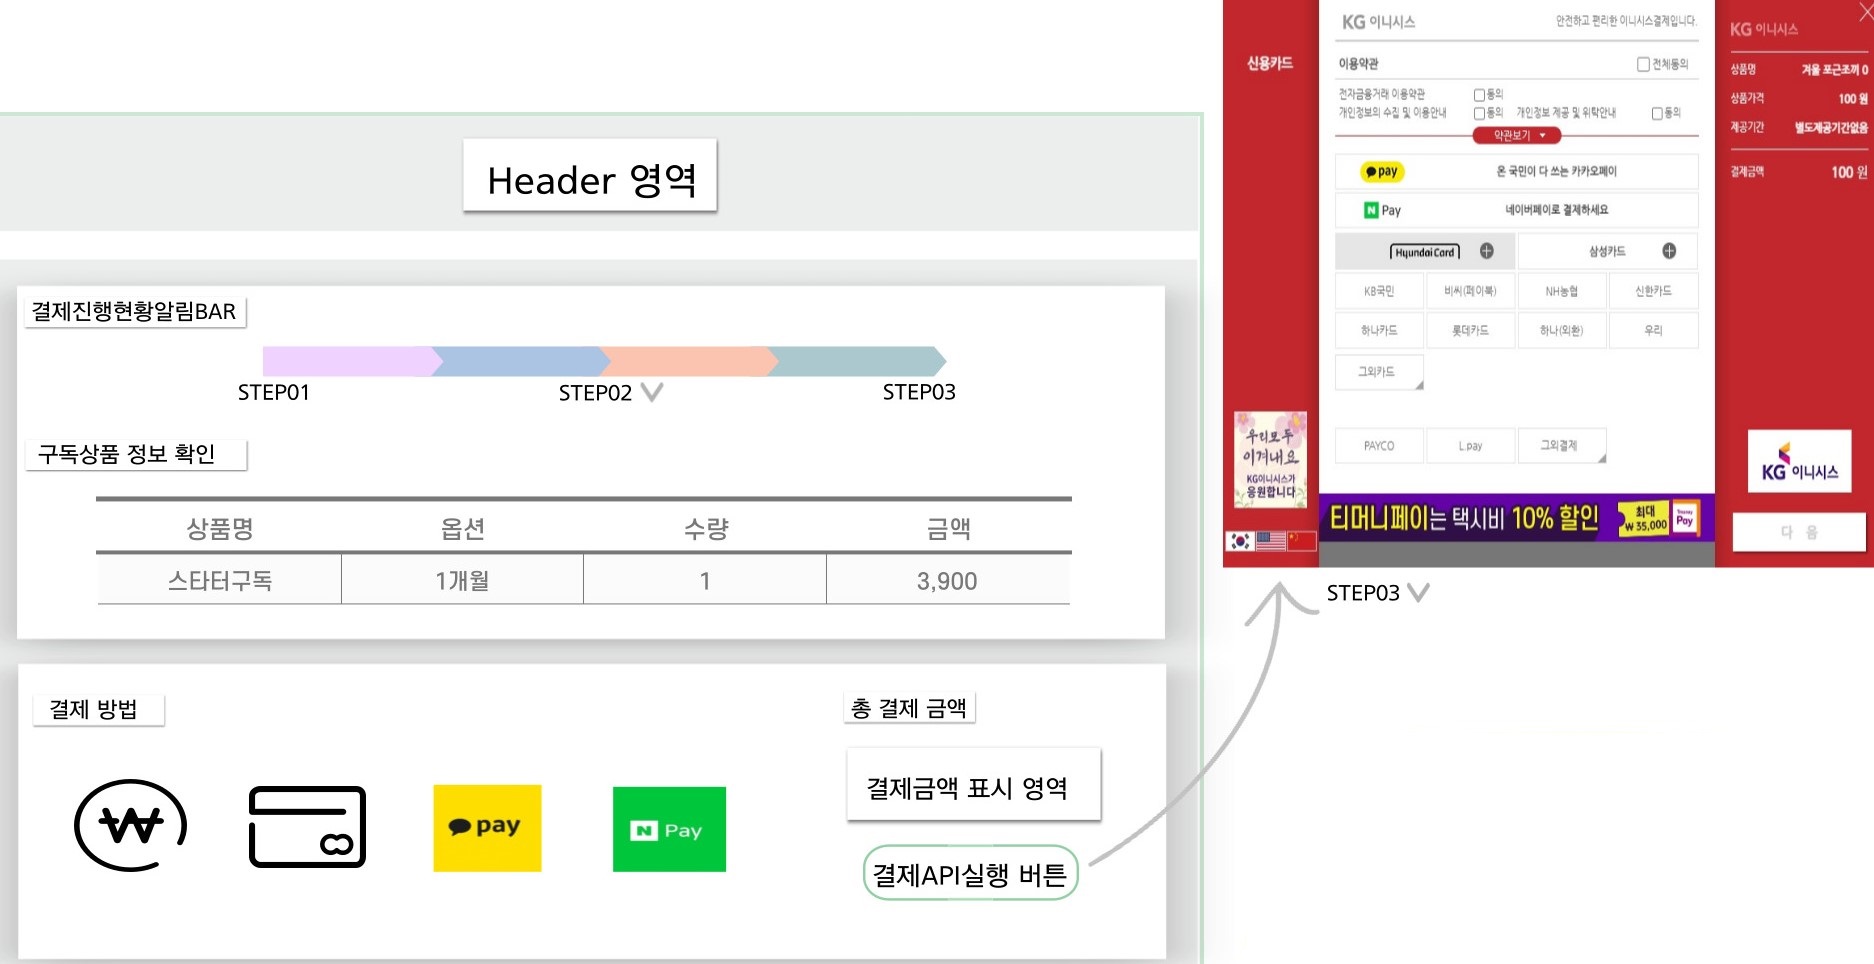 Header 영역
결제진행현황알림BAR
STEP01
STEP02
STEP03
구독상품 정보 확인
상품명 옵션 수량 금액
스타터구독 1개월 1 3,900
결제 방법
pay
N Pay
총 결제 금액
결제금액 표시 영역
결제API실행 버튼
신용카드
우리모두
이겨내요
KG이니시스가
응원합니다
KG 이니시스
안전하고 편리한 이니시스결제입니다.
이용약관
전체동의
전자금융거래 이용약관 동의
개인정보의 수집 및 이용안내 동의 개인정보 제공 및 위탁안내 동의
약관보기
pay 온 국민이 다 쓰는 카카오페이
N Pay 네이버페이로 결제하세요
Hyundai Card 삼성카드
KB국민 비씨(페이북) NH농협 신한카드
하나카드 롯데카드 하나(외환) 우리
그외카드
PAYCO L.pay 그외결제
티머니페이는 택시비 10% 할인
최대
₩35,000
Pay
KG 이니시스
상품명 겨울 포근조끼 0
상품가격 100 원
제공기간 별도제공기간없음
결제금액 100 원
KG 이니시스
다 음
STEP03